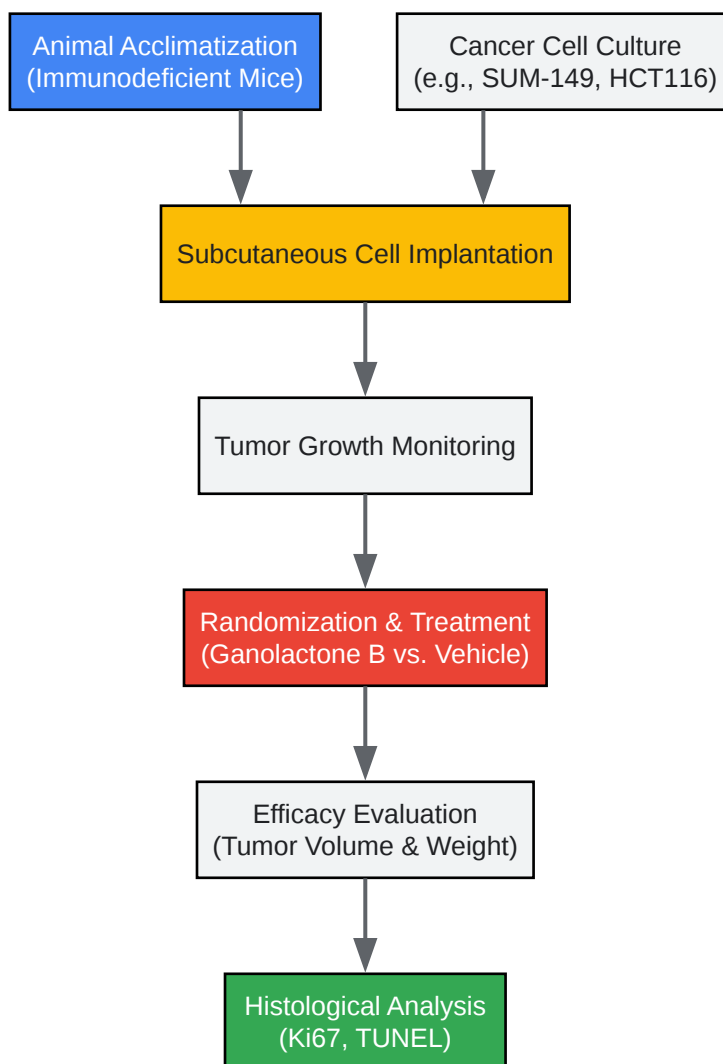 Animal Acclimatization
(Immunodeficient Mice)
Cancer Cell Culture
(e.g., SUM-149, HCT116)
Subcutaneous Cell Implantation
Tumor Growth Monitoring
Randomization & Treatment
(Ganolactone B vs. Vehicle)
Efficacy Evaluation
(Tumor Volume & Weight)
Histological Analysis
(Ki67, TUNEL)